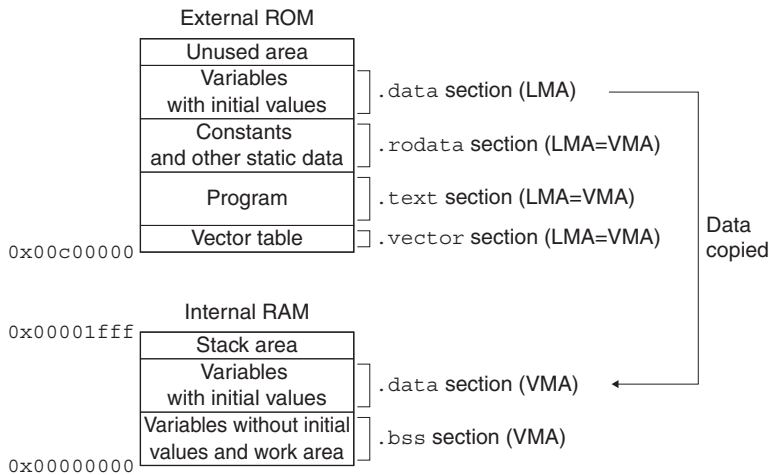 External ROM
Unused area
Variables
with initial values
.data section (LMA)
Constants
and other static data
.rodata section (LMA=VMA)
Program
.text section (LMA=VMA)
Vector table
.vector section (LMA=VMA)
0x00c00000
Data
copied
Internal RAM
0x00001fff
Stack area
Variables
with initial values
.data section (VMA)
Variables without initial
values and work area
.bss section (VMA)
0x00000000